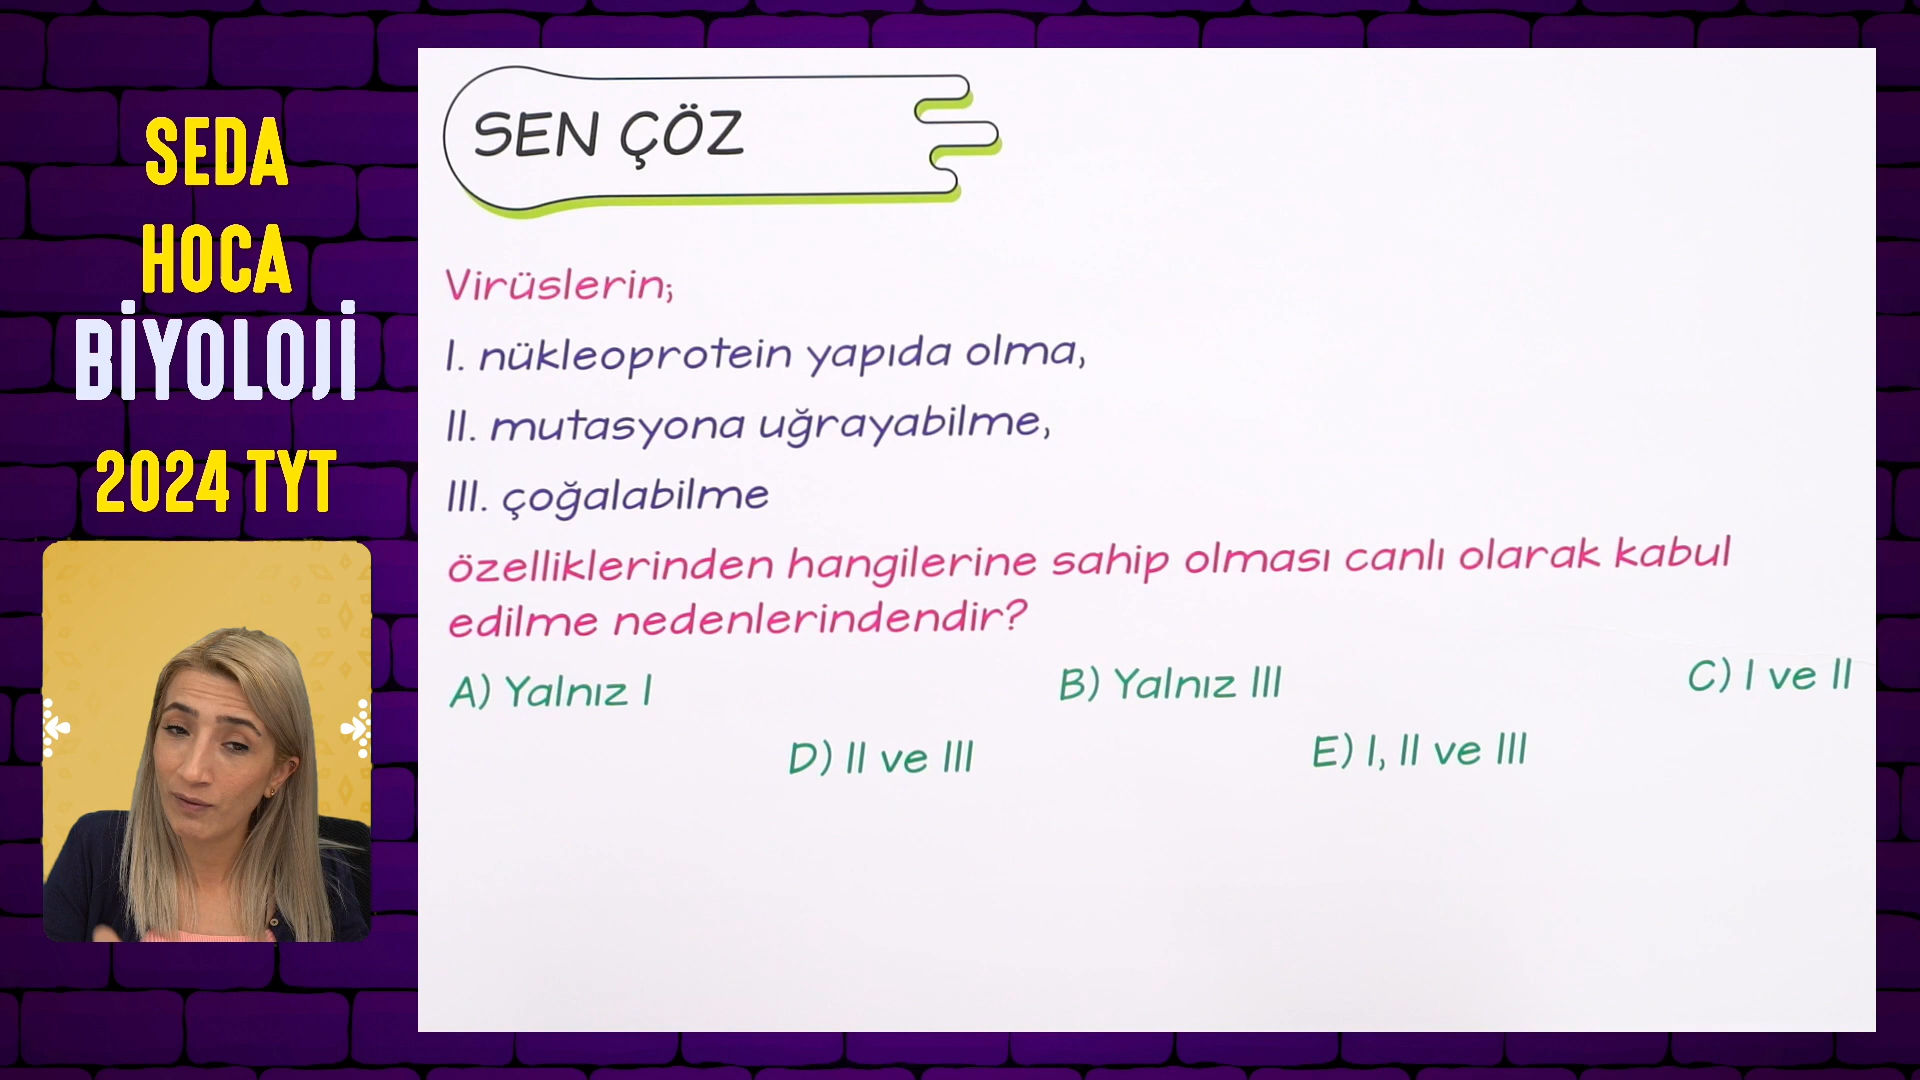 SEDA
HOCA
BİYOLOJİ
2024 TYT
SEN ÇÖZ
Virüslerin;
I. nükleoprotein yapıda olma,
II. mutasyona uğrayabilme,
III. çoğalabilme
özelliklerinden hangilerine sahip olması canlı olarak kabul
edilme nedenlerindendir?
A) Yalnız I B) Yalnız III C) I ve II
D) II ve III E) I, II ve III